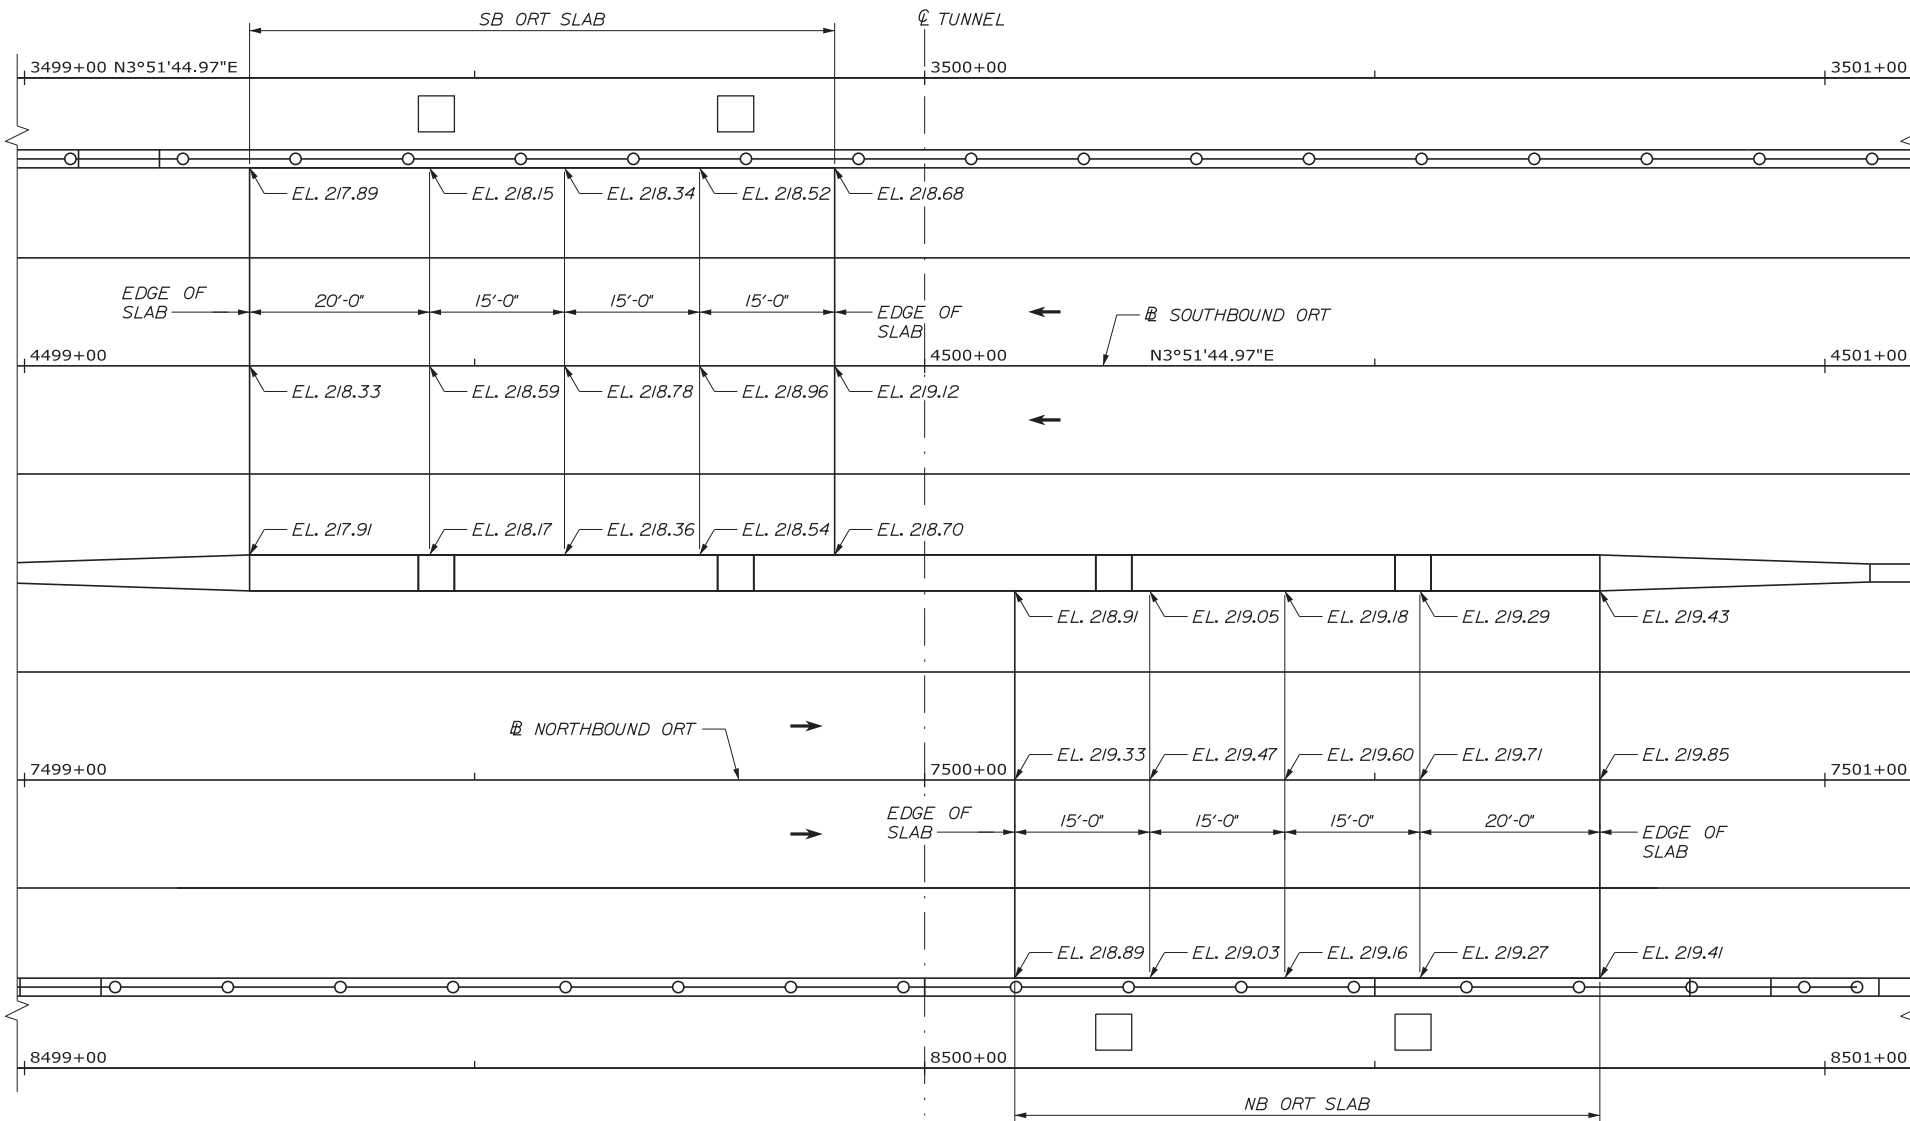 SB ORT SLAB
℄ TUNNEL
3499+00 N3°51'44.97"E
3500+00
3501+00
EL. 217.89
EL. 218.15
EL. 218.34
EL. 218.52
EL. 218.68
EDGE OF
SLAB
20'-0"
15'-0"
15'-0"
15'-0"
EDGE OF
SLAB
BL SOUTHBOUND ORT
4499+00
4500+00
N3°51'44.97"E
4501+00
EL. 218.33
EL. 218.59
EL. 218.78
EL. 218.96
EL. 219.12
EL. 217.91
EL. 218.17
EL. 218.36
EL. 218.54
EL. 218.70
EL. 218.91
EL. 219.05
EL. 219.18
EL. 219.29
EL. 219.43
BL NORTHBOUND ORT
EL. 219.33
EL. 219.47
EL. 219.60
EL. 219.71
EL. 219.85
7499+00
7500+00
7501+00
EDGE OF
SLAB
15'-0"
15'-0"
15'-0"
20'-0"
EDGE OF
SLAB
EL. 218.89
EL. 219.03
EL. 219.16
EL. 219.27
EL. 219.41
8499+00
8500+00
8501+00
NB ORT SLAB